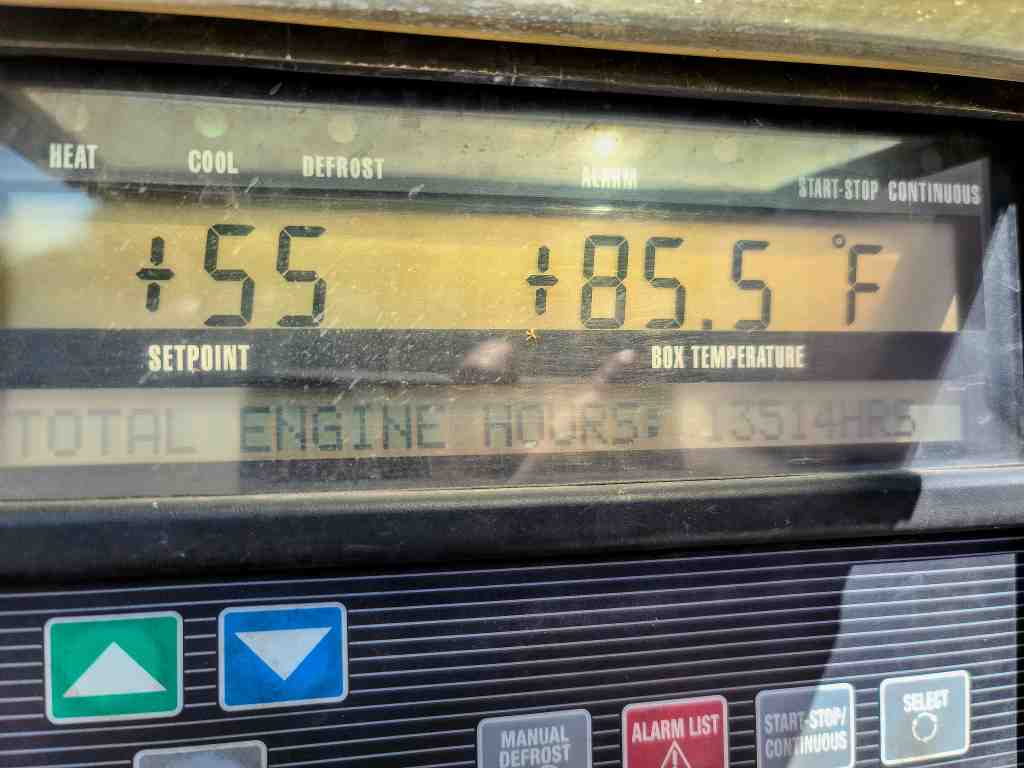 HEAT COOL DEFROST ALARM START-STOP CONTINUOUS
+55 +85.5 °F
SETPOINT BOX TEMPERATURE
TOTAL ENGINE HOURS: 13514HRS
MANUAL DEFROST
ALARM LIST
START-STOP/
CONTINUOUS
SELECT